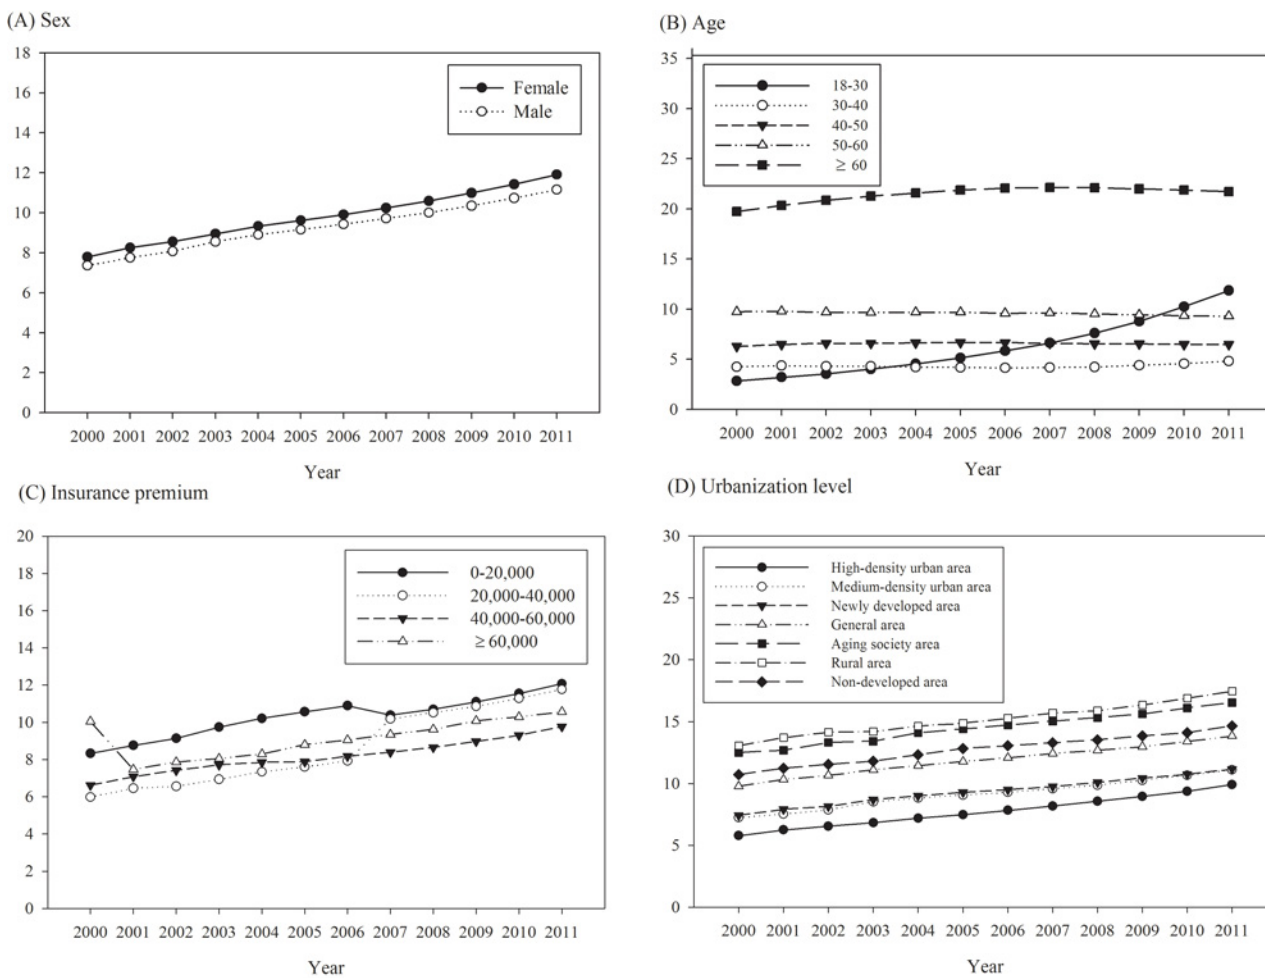 (A) Sex
18
16
14
12
10
8
6
4
2
0
Female
Male
2000 2001 2002 2003 2004 2005 2006 2007 2008 2009 2010 2011
Year
(B) Age
35
30
25
20
15
10
5
0
18-30
30-40
40-50
50-60
≥ 60
2000 2001 2002 2003 2004 2005 2006 2007 2008 2009 2010 2011
Year
(C) Insurance premium
20
18
16
14
12
10
8
6
4
2
0
0-20,000
20,000-40,000
40,000-60,000
≥ 60,000
2000 2001 2002 2003 2004 2005 2006 2007 2008 2009 2010 2011
Year
(D) Urbanization level
30
25
20
15
10
5
0
High-density urban area
Medium-density urban area
Newly developed area
General area
Aging society area
Rural area
Non-developed area
2000 2001 2002 2003 2004 2005 2006 2007 2008 2009 2010 2011
Year